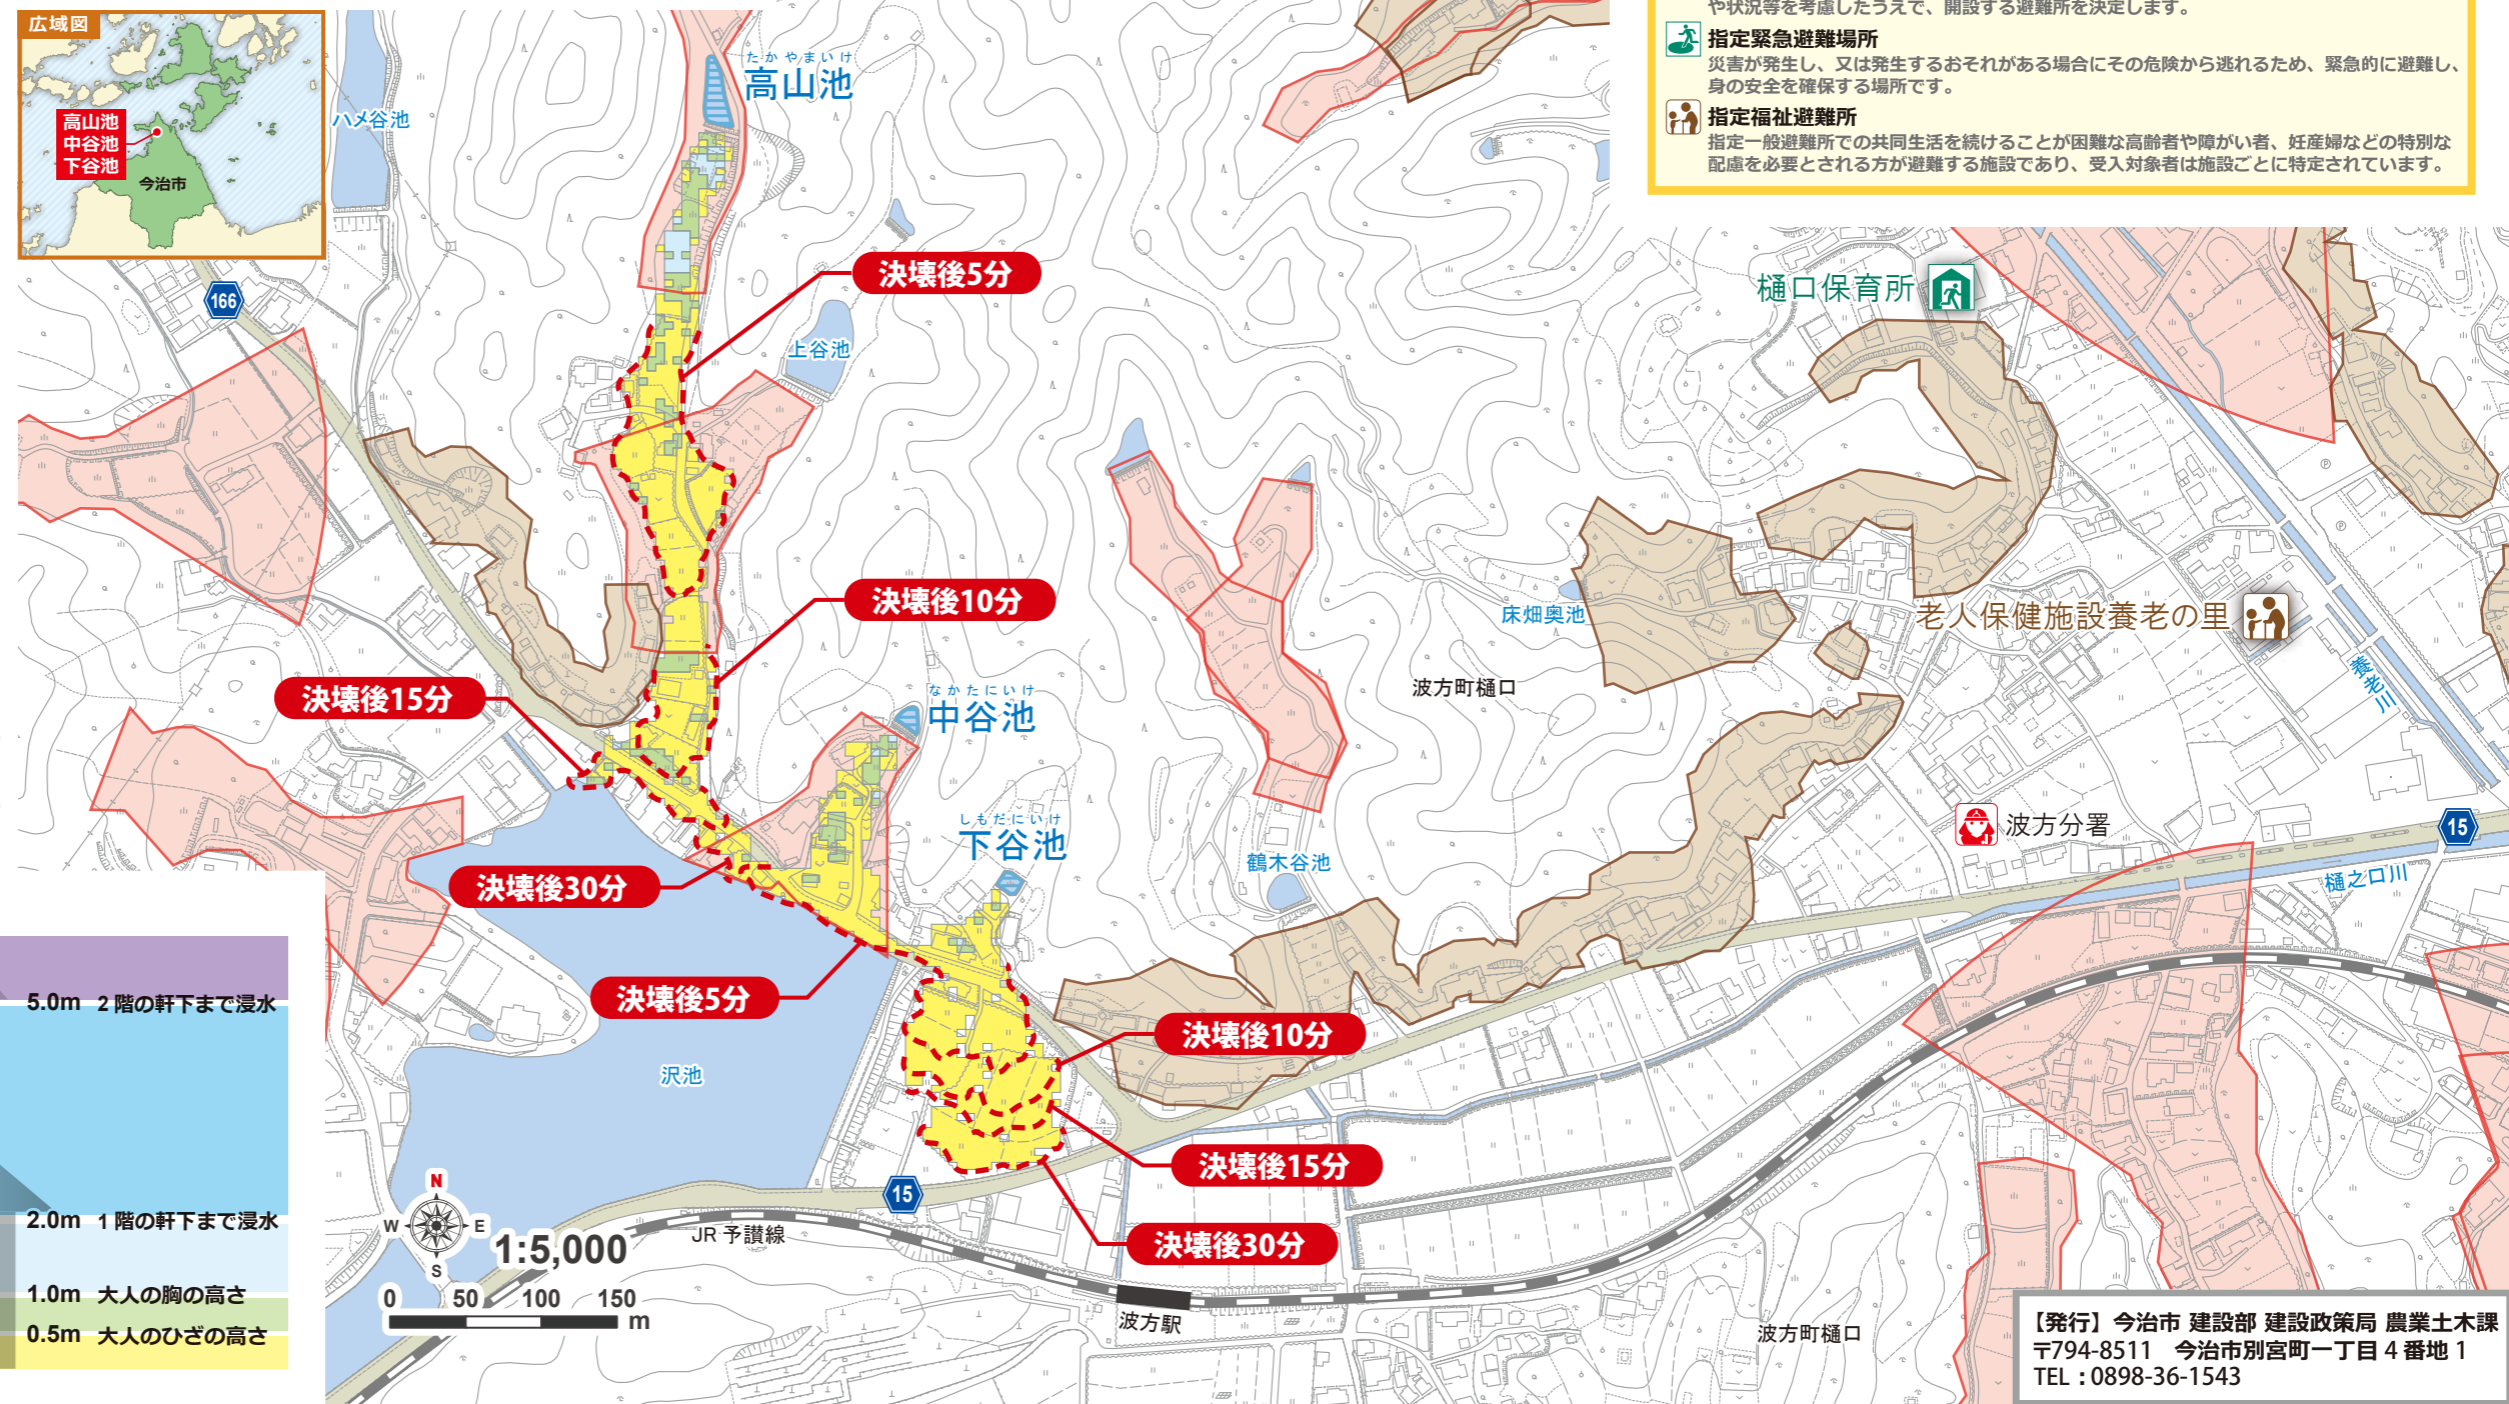 広域図
高山池
中谷池
下谷池
今治市
や状況等を考慮したうえで、開設する避難所を決定します。
指定緊急避難場所
災害が発生し、又は発生するおそれがある場合にその危険から逃れるため、緊急的に避難し、
身の安全を確保する場所です。
指定福祉避難所
指定一般避難所での共同生活を続けることが困難な高齢者や障がい者、妊産婦などの特別な
配慮を必要とされる方が避難する施設であり、受入対象者は施設ごとに特定されています。
たかやまいけ
高山池
ハメ谷池
166
決壊後5分
上谷池
樋口保育所
決壊後10分
床畑奥池
老人保健施設養老の里
波方町樋口
養老川
決壊後15分
なかたにいけ
中谷池
しもだにいけ
下谷池
鶴木谷池
波方分署
15
樋之口川
決壊後30分
決壊後5分
決壊後10分
沢池
決壊後15分
15
決壊後30分
JR 予讃線
波方駅
波方町樋口
5.0m 2 階の軒下まで浸水
2.0m 1 階の軒下まで浸水
1.0m 大人の胸の高さ
0.5m 大人のひざの高さ
N
W E
S
1:5,000
0 50 100 150
m
【発行】今治市 建設部 建設政策局 農業土木課
〒794-8511 今治市別宮町一丁目 4 番地 1
TEL：0898-36-1543